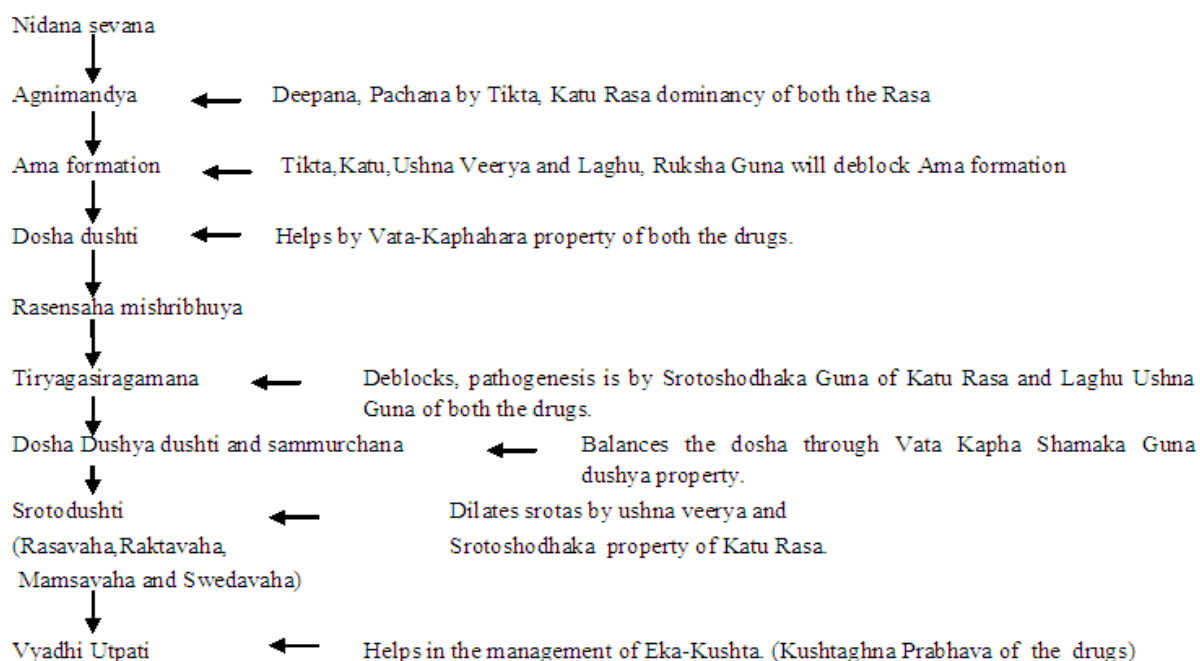 Nidana sevana
Agnimandya Deepana, Pachana by Tikta, Katu Rasa dominancy of both the Rasa
Ama formation Tikta,Katu,Ushna Veerya and Laghu, Ruksha Guna will deblock Ama formation
Dosha dushti Helps by Vata-Kaphahara property of both the drugs.
Rasensaha mishribhuya
Tiryagasiragamana Deblocks, pathogenesis is by Srotoshodhaka Guna of Katu Rasa and Laghu Ushna
Guna of both the drugs.
Dosha Dushya dushti and sammurchana Balances the dosha through Vata Kapha Shamaka Guna
dushya property.
Srotodushti Dilates srotas by ushna veerya and
(Rasavaha,Raktavaha, Srotoshodhaka property of Katu Rasa.
Mamsavaha and Swedavaha)
Vyadhi Utpati Helps in the management of Eka-Kushta. (Kushtaghna Prabhava of the drugs)